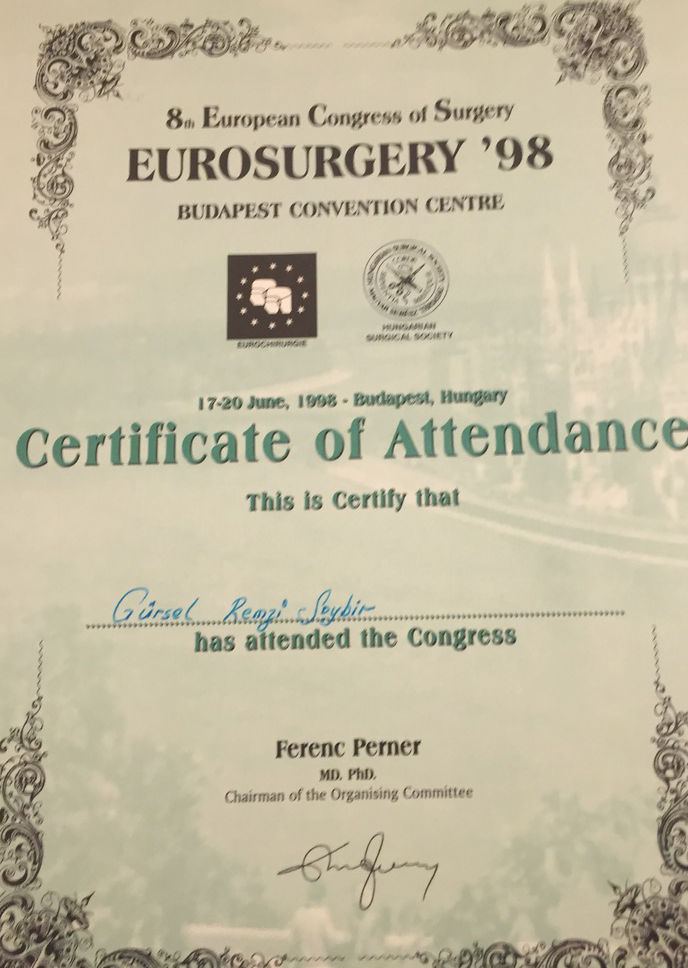 8th European Congress of Surgery
EUROSURGERY '98
BUDAPEST CONVENTION CENTRE
EUROCHIRURGIE
HUNGARIAN
SURGICAL SOCIETY
17-20 June, 1998 - Budapest, Hungary
Certificate of Attendance
This is Certify that
Gürsel Remzi Soybir
has attended the Congress
Ferenc Perner
MD. PhD.
Chairman of the Organising Committee